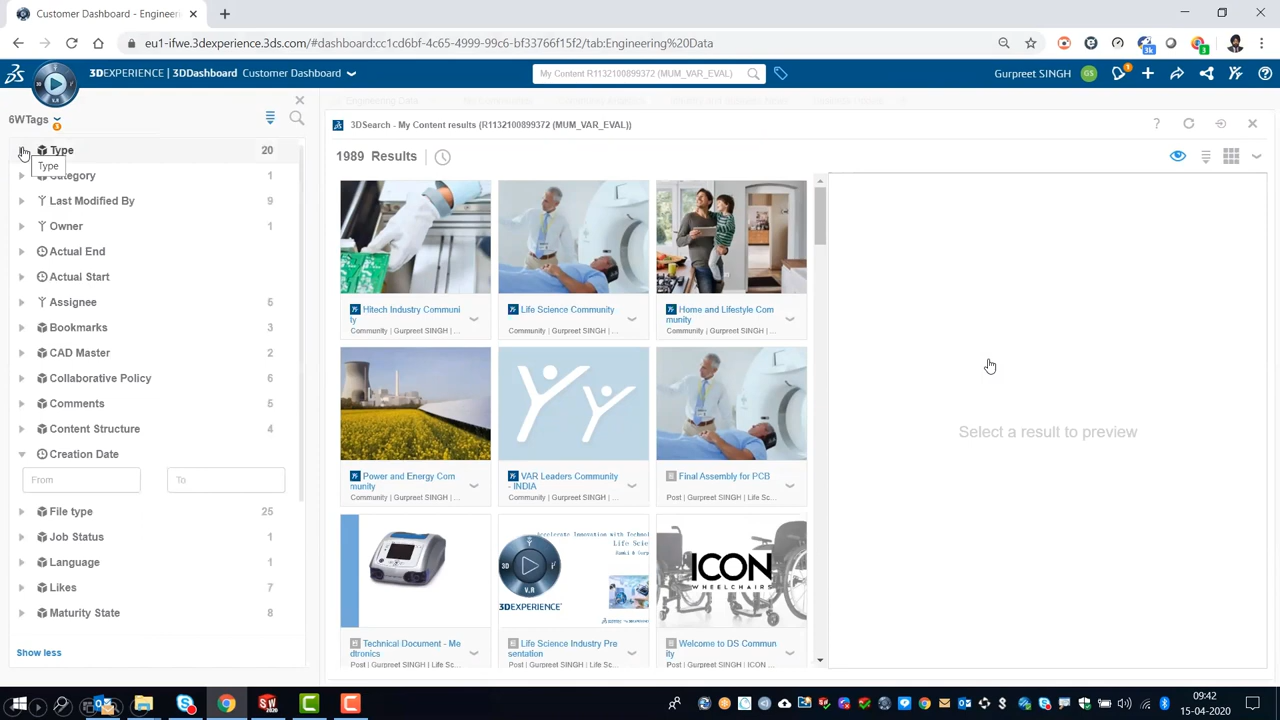 Customer Dashboard - Engineering
eu1-ifwe.3dexperience.3ds.com/#dashboard:cc1cd6bf-4c65-4999-99c6-bf33766f15f2/tab:Engineering%20Data
3k
3
3DEXPERIENCE | 3DDashboard Customer Dashboard
My Content R1132100899372 (MUM_VAR_EVAL)
Gurpreet SINGH GS
1
3D
V.R
6WTags
Engineering Data
3DSearch - My Content results (R1132100899372 (MUM_VAR_EVAL))
1989 Results
Type 20
Type
Category 1
Last Modified By 9
Owner 1
Actual End
Actual Start
Assignee 5
Bookmarks 3
CAD Master 2
Collaborative Policy 6
Comments 5
Content Structure 4
Creation Date
From To
File type 25
Job Status 1
Language 1
Likes 7
Maturity State 8
Show less
Hitech Industry Communi
ty
Community | Gurpreet SINGH | ...
Life Science Community
Community | Gurpreet SINGH | ...
Home and Lifestyle Com
munity
Community | Gurpreet SINGH | ...
Power and Energy Com
munity
Community | Gurpreet SINGH | ...
VAR Leaders Community
- INDIA
Community | Gurpreet SINGH | ...
Final Assembly for PCB
Post | Gurpreet SINGH | Life Sc...
Technical Document - Me
dtronics
Post | Gurpreet SINGH | Life Sc...
3D
V.R
3DEXPERIENCE
Life Science Industry Pre
sentation
Post | Gurpreet SINGH | Life Sc...
ICON
WHEELCHAIRS
Welcome to DS Commun
ity
Post | Gurpreet SINGH | ICON ...
Select a result to preview
09:42
15-04-2020